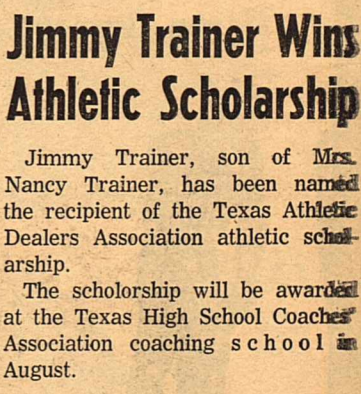 Jimmy Trainer Wins
Athletic Scholarship
Jimmy Trainer, son of Mrs.
Nancy Trainer, has been named
the recipient of the Texas Athletic
Dealers Association athletic schol-
arship.
The scholorship will be awarded
at the Texas High School Coaches'
Association coaching school in
August.